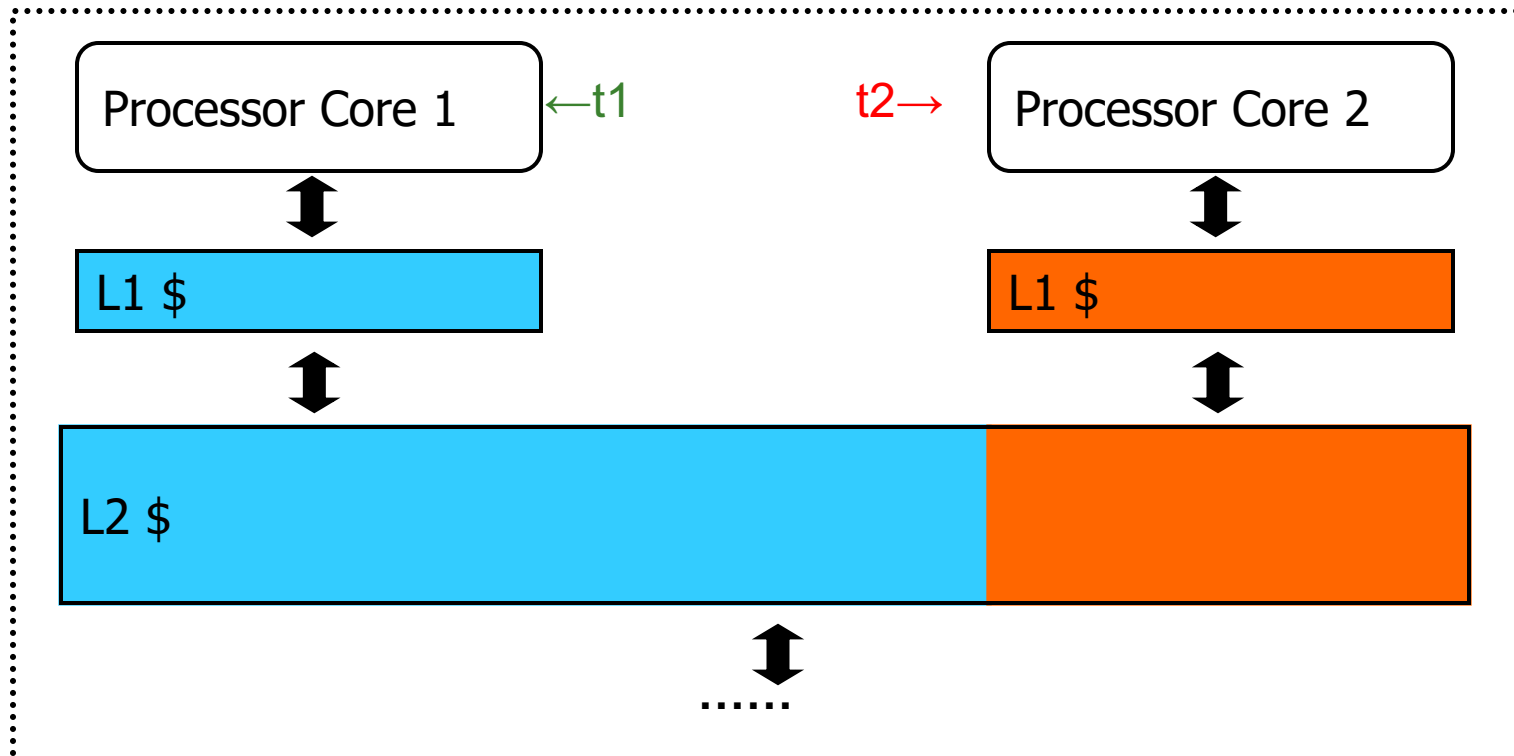 Processor Core 1 ←t1 t2→ Processor Core 2
L1 $ L1 $
L2 $
......